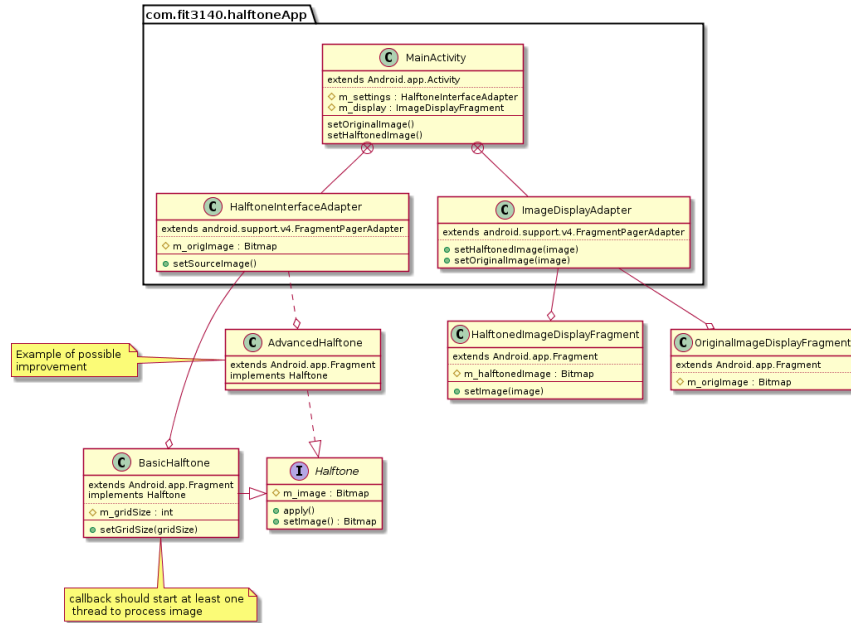 com.fit3140.halftoneApp
C MainActivity
extends Android.app.Activity
m_settings : HalftoneInterfaceAdapter
m_display : ImageDisplayFragment
setOriginalImage()
setHalftonedImage()
C HalftoneInterfaceAdapter
extends android.support.v4.FragmentPagerAdapter
m_origImage : Bitmap
setSourceImage()
C ImageDisplayAdapter
extends android.support.v4.FragmentPagerAdapter
setHalftonedImage(image)
setOriginalImage(image)
Example of possible
improvement
C AdvancedHalftone
extends Android.app.Fragment
implements Halftone
C HalftonedImageDisplayFragment
extends Android.app.Fragment
m_halftonedImage : Bitmap
setImage(image)
C OriginalImageDisplayFragment
extends Android.app.Fragment
m_origImage : Bitmap
C BasicHalftone
extends Android.app.Fragment
implements Halftone
m_gridSize : int
setGridSize(gridSize)
I Halftone
m_image : Bitmap
apply()
setImage() : Bitmap
callback should start at least one
thread to process image